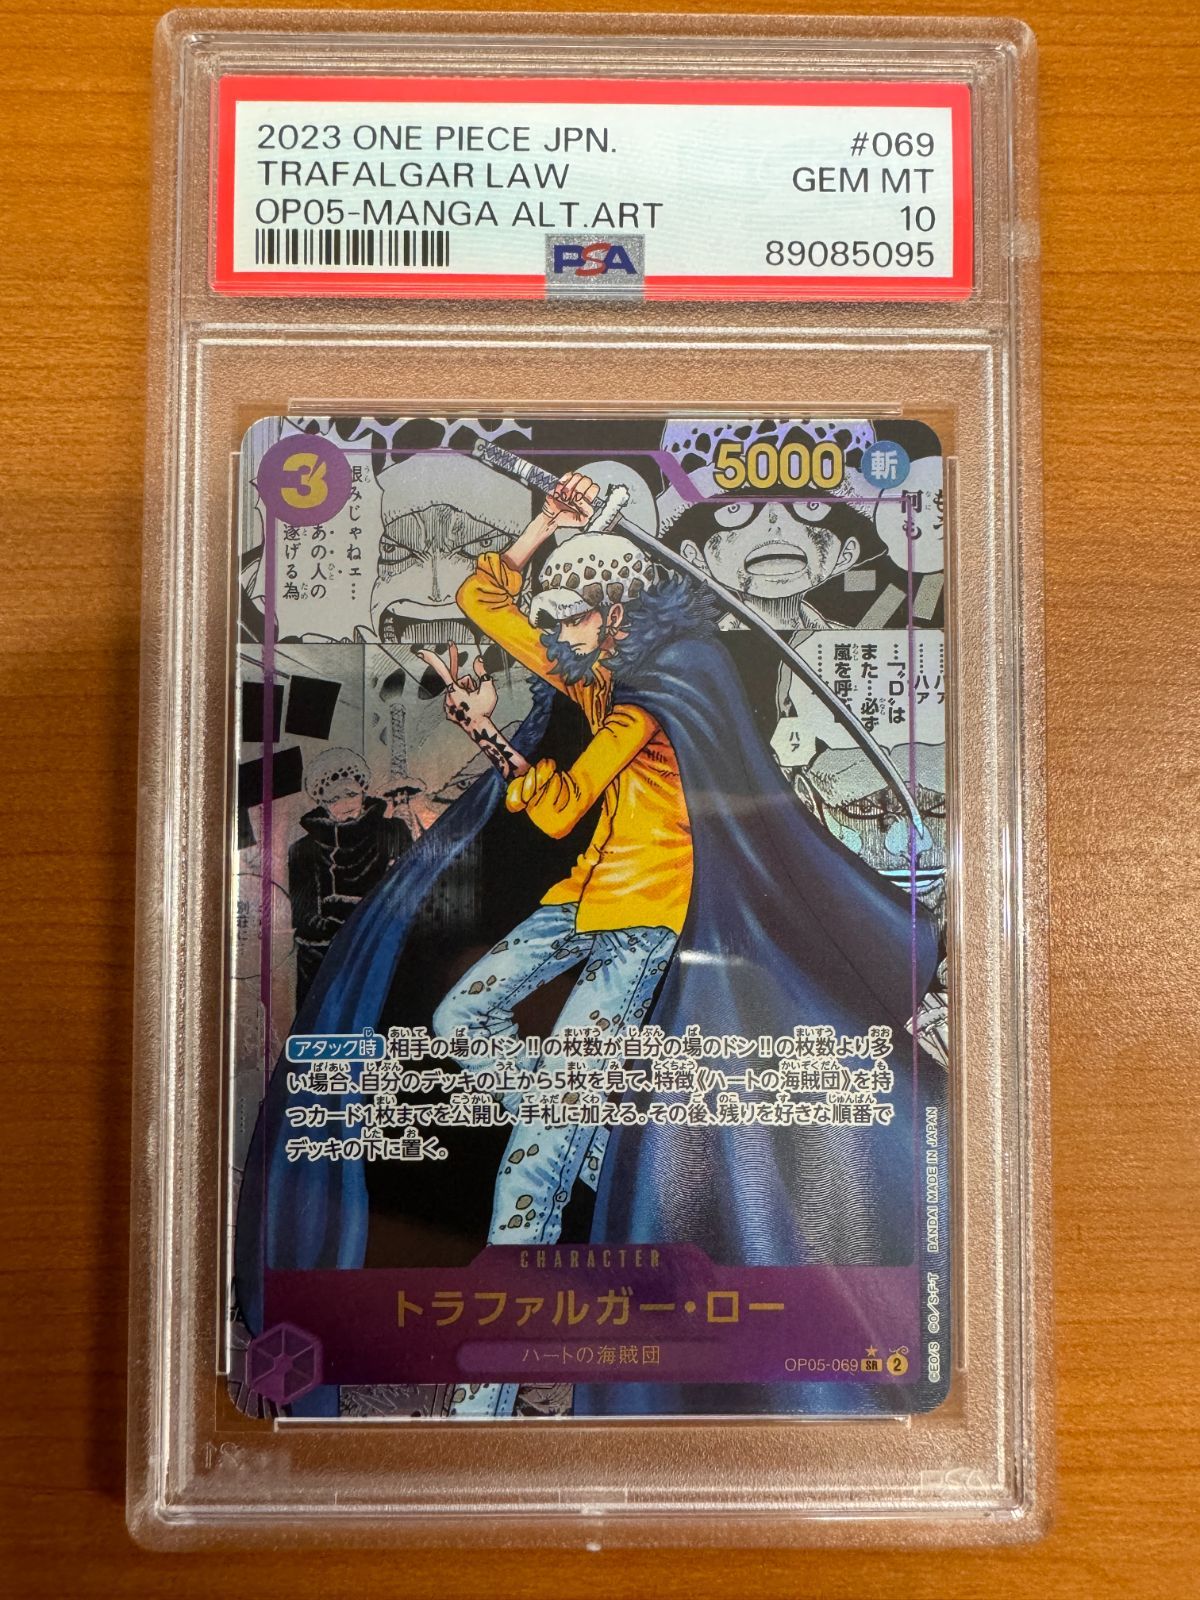 2023 ONE PIECE JPN. #069
TRAFALGAR LAW GEM MT
OP05-MANGA ALT.ART 10
PSA 89085095
3
5000 斬
恨みじゃねェ…
あの人の
遂げる為
何も
…“D”は
また…必ず
嵐を呼ぶ
ハァ
ハァ
アタック時 相手の場のドン!!の枚数が自分の場のドン!!の枚数より多
い場合、自分のデッキの上から5枚を見て、特徴《ハートの海賊団》を持
つカード1枚までを公開し、手札に加える。その後、残りを好きな順番で
デッキの下に置く。
CHARACTER
トラファルガー・ロー
ハートの海賊団
OP05-069 SR 2
©EO/S ©O/S・F・T BANDAI MADE IN JAPAN